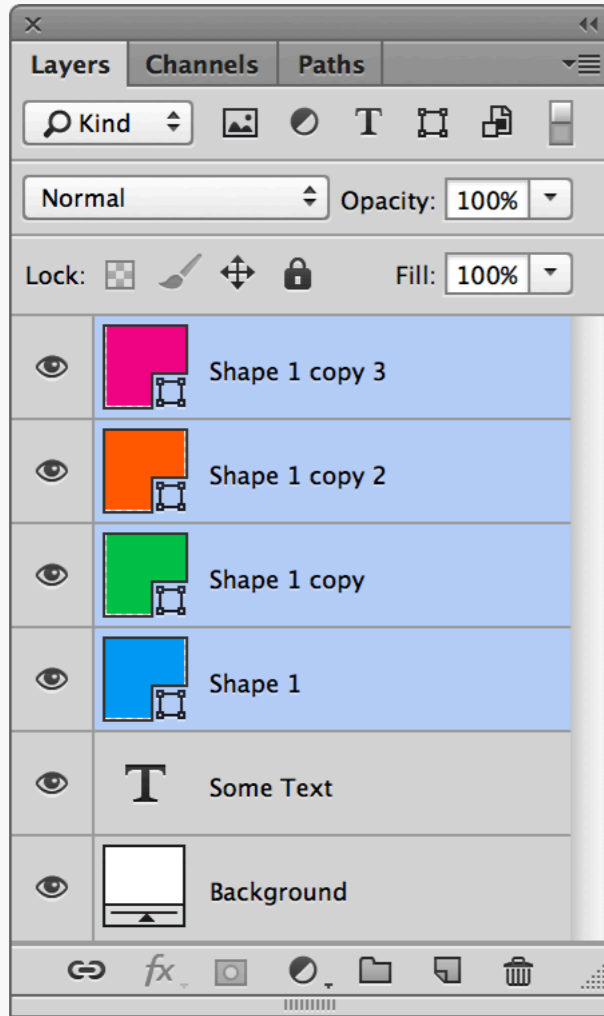 Layers Channels Paths
Kind T
Normal Opacity: 100%
Lock: Fill: 100%
Shape 1 copy 3
Shape 1 copy 2
Shape 1 copy
Shape 1
T Some Text
Background
fx